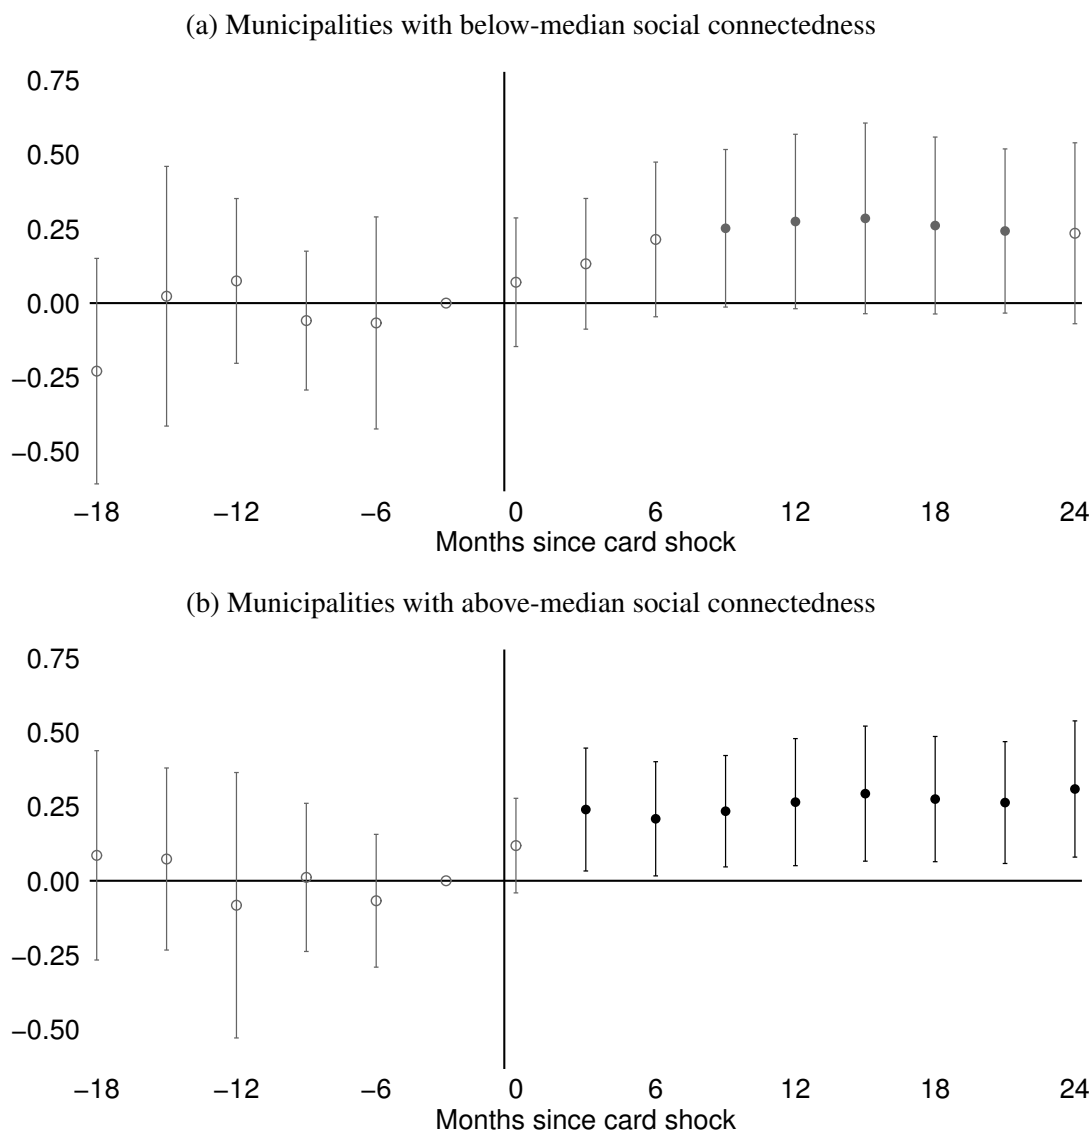 (a) Municipalities with below-median social connectedness
0.75
0.50
0.25
0.00
−0.25
−0.50
−18 −12 −6 0 6 12 18 24
Months since card shock
(b) Municipalities with above-median social connectedness
0.75
0.50
0.25
0.00
−0.25
−0.50
−18 −12 −6 0 6 12 18 24
Months since card shock